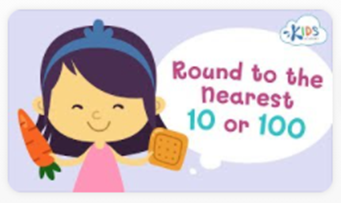 KIDS
Round to the
nearest
10 or 100